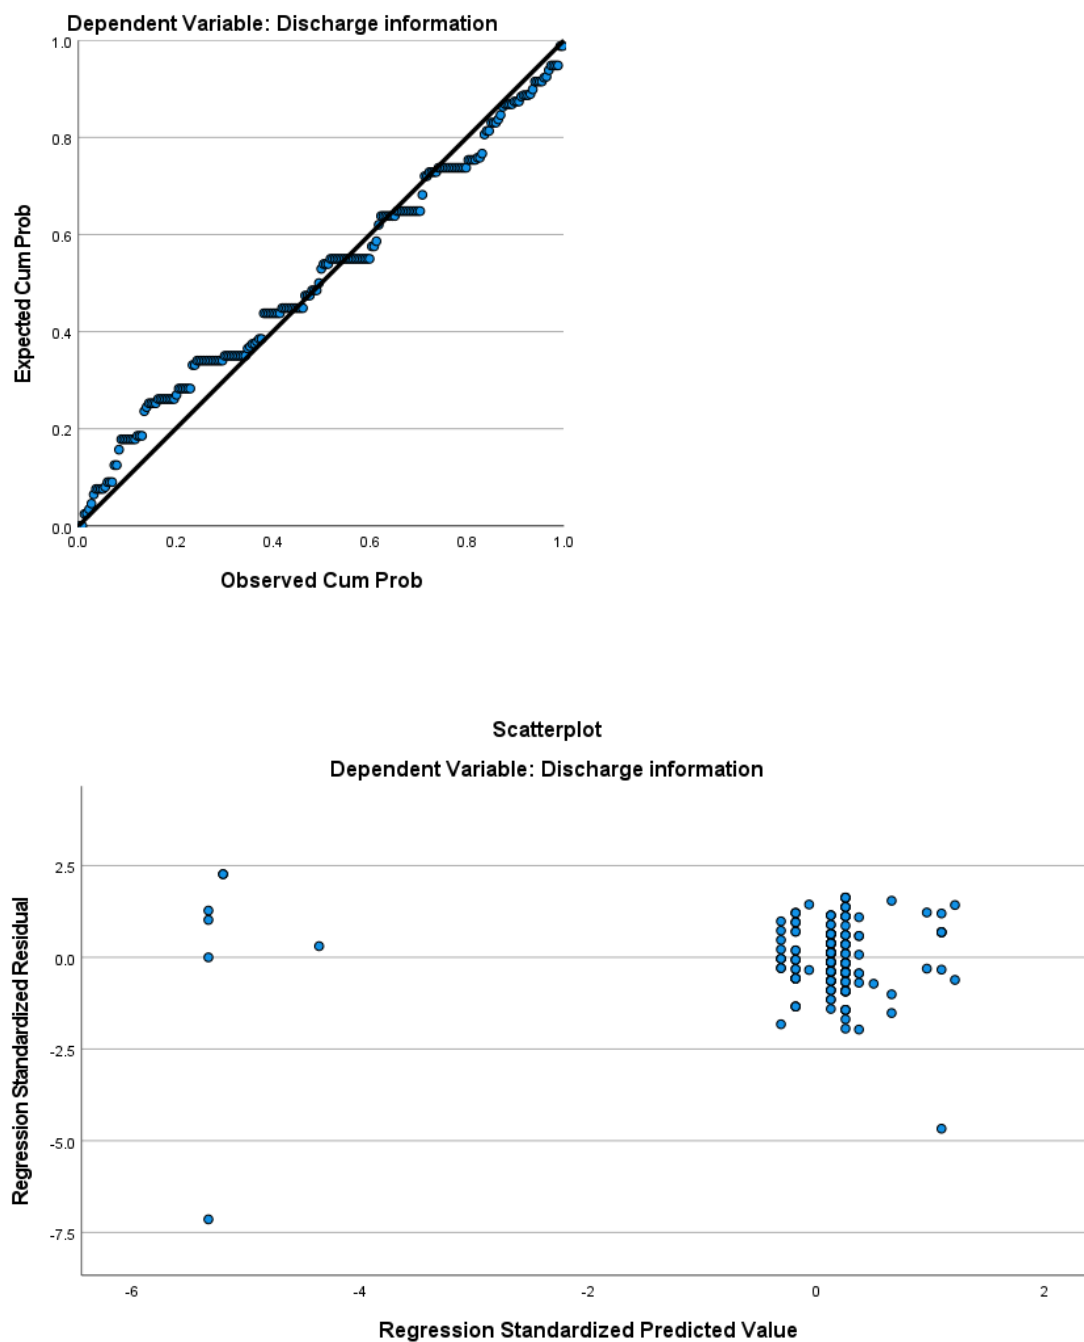 Dependent Variable: Discharge information
1.0
0.8
0.6
0.4
0.2
0.0
Expected Cum Prob
0.0 0.2 0.4 0.6 0.8 1.0
Observed Cum Prob
Scatterplot
Dependent Variable: Discharge information
2.5
0.0
-2.5
-5.0
-7.5
Regression Standardized Residual
-6 -4 -2 0 2
Regression Standardized Predicted Value